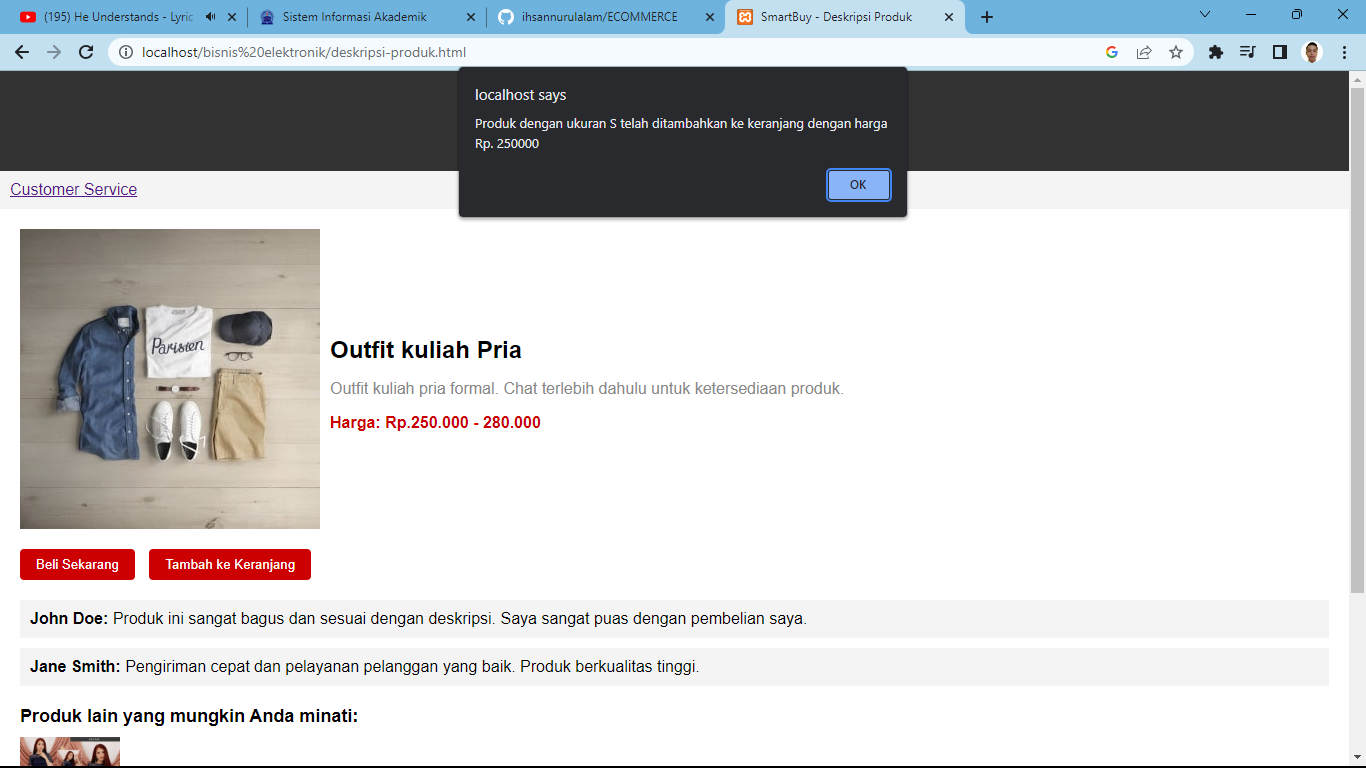 (195) He Understands - Lyric
Sistem Informasi Akademik
ihsannurulalam/ECOMMERCE
SmartBuy - Deskripsi Produk
localhost/bisnis%20elektronik/deskripsi-produk.html
localhost says
Produk dengan ukuran S telah ditambahkan ke keranjang dengan harga
Rp. 250000
OK
Customer Service
Parisien
Outfit kuliah Pria
Outfit kuliah pria formal. Chat terlebih dahulu untuk ketersediaan produk.
Harga: Rp.250.000 - 280.000
Beli Sekarang
Tambah ke Keranjang
John Doe: Produk ini sangat bagus dan sesuai dengan deskripsi. Saya sangat puas dengan pembelian saya.
Jane Smith: Pengiriman cepat dan pelayanan pelanggan yang baik. Produk berkualitas tinggi.
Produk lain yang mungkin Anda minati: